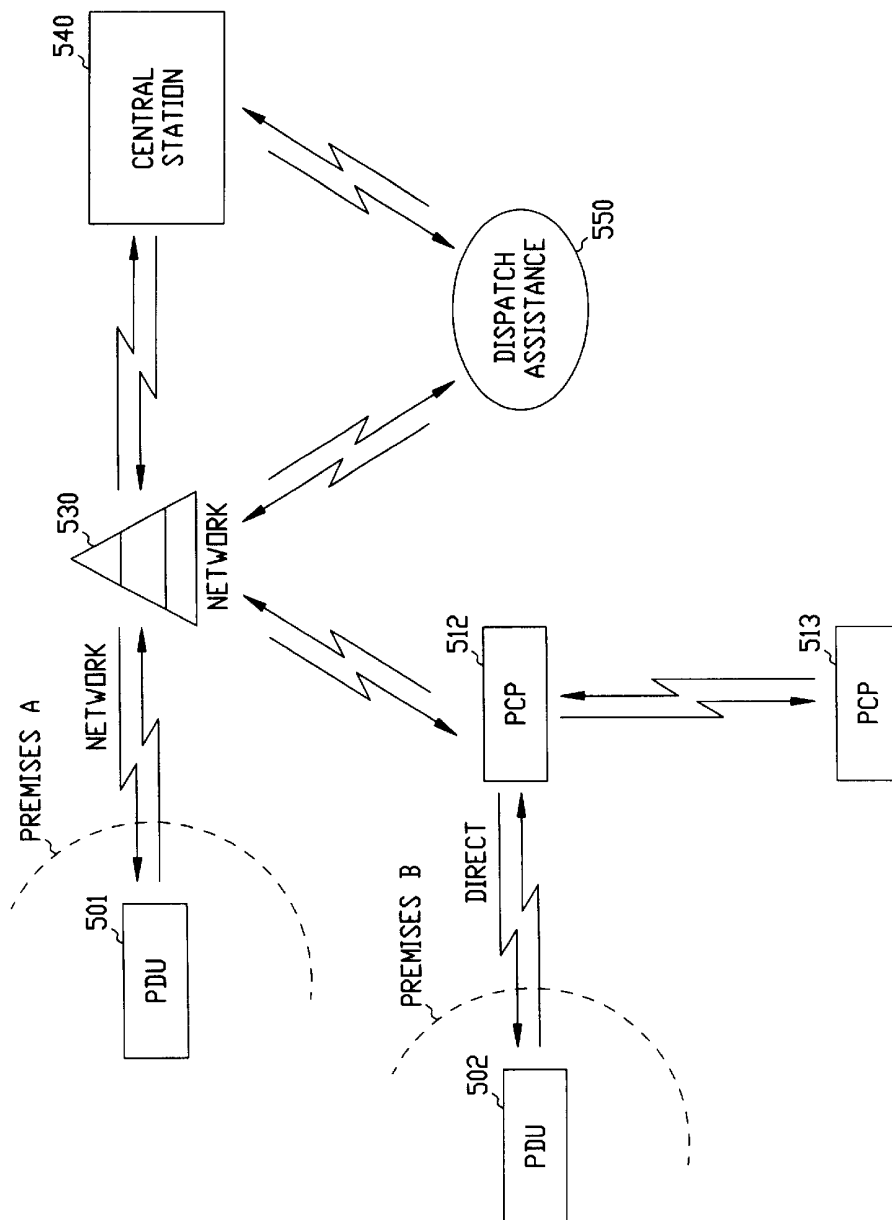 PREMISES A
501
PDU
NETWORK
530
NETWORK
540
CENTRAL
STATION
PREMISES B
502
PDU
DIRECT
512
PCP
513
PCP
550
DISPATCH
ASSISTANCE